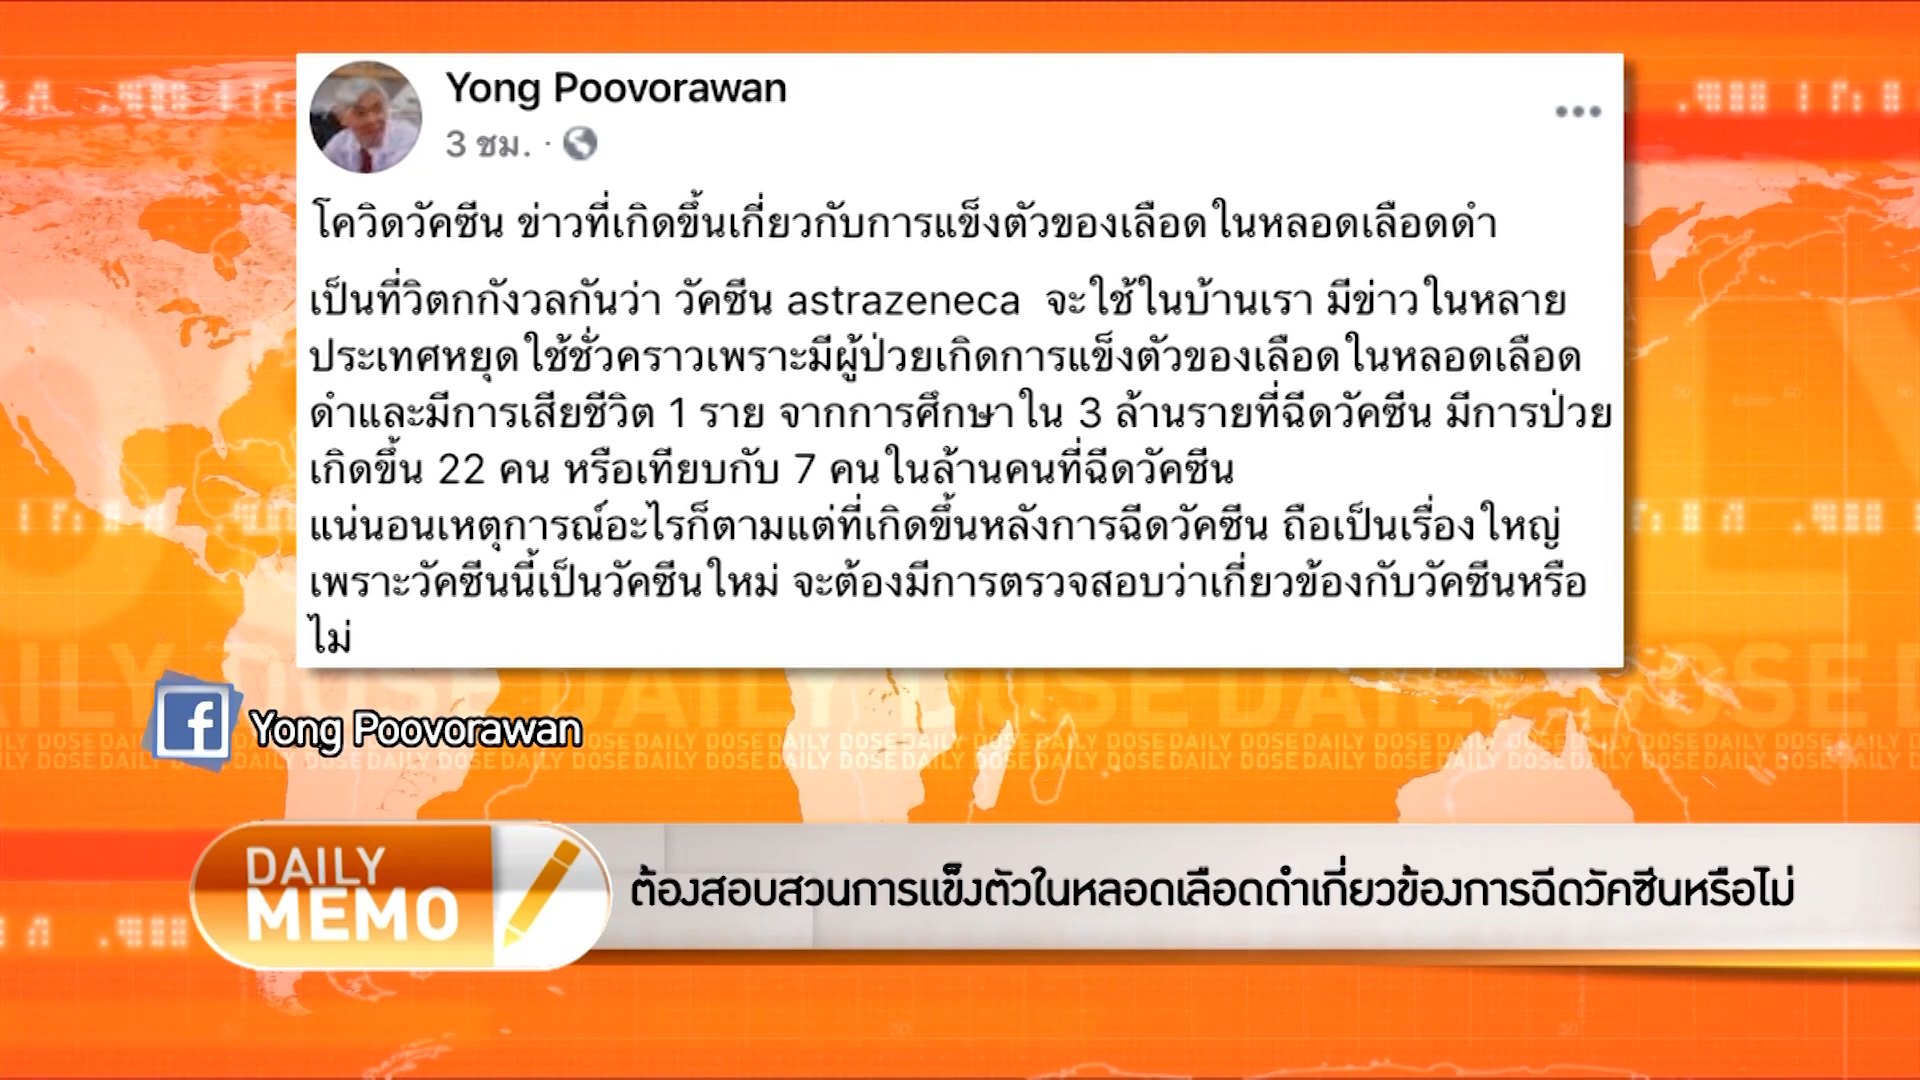 Yong Poovorawan
3 ชม. ·
โควิดวัคซีน ข่าวที่เกิดขึ้นเกี่ยวกับการแข็งตัวของเลือดในหลอดเลือดดำ
เป็นที่วิตกกังวลกันว่า วัคซีน astrazeneca จะใช้ในบ้านเรา มีข่าวในหลาย
ประเทศหยุดใช้ชั่วคราวเพราะมีผู้ป่วยเกิดการแข็งตัวของเลือดในหลอดเลือด
ดำและมีการเสียชีวิต 1 ราย จากการศึกษาใน 3 ล้านรายที่ฉีดวัคซีน มีการป่วย
เกิดขึ้น 22 คน หรือเทียบกับ 7 คนในล้านคนที่ฉีดวัคซีน
แน่นอนเหตุการณ์อะไรก็ตามแต่ที่เกิดขึ้นหลังการฉีดวัคซีน ถือเป็นเรื่องใหญ่
เพราะวัคซีนนี้เป็นวัคซีนใหม่ จะต้องมีการตรวจสอบว่าเกี่ยวข้องกับวัคซีนหรือ
ไม่
f Yong Poovorawan
DAILY DOSE DAILY DOSE DAILY DOSE
DAILY
MEMO
ต้องสอบสวนการแข็งตัวในหลอดเลือดดำเกี่ยวข้องการฉีดวัคซีนหรือไม่